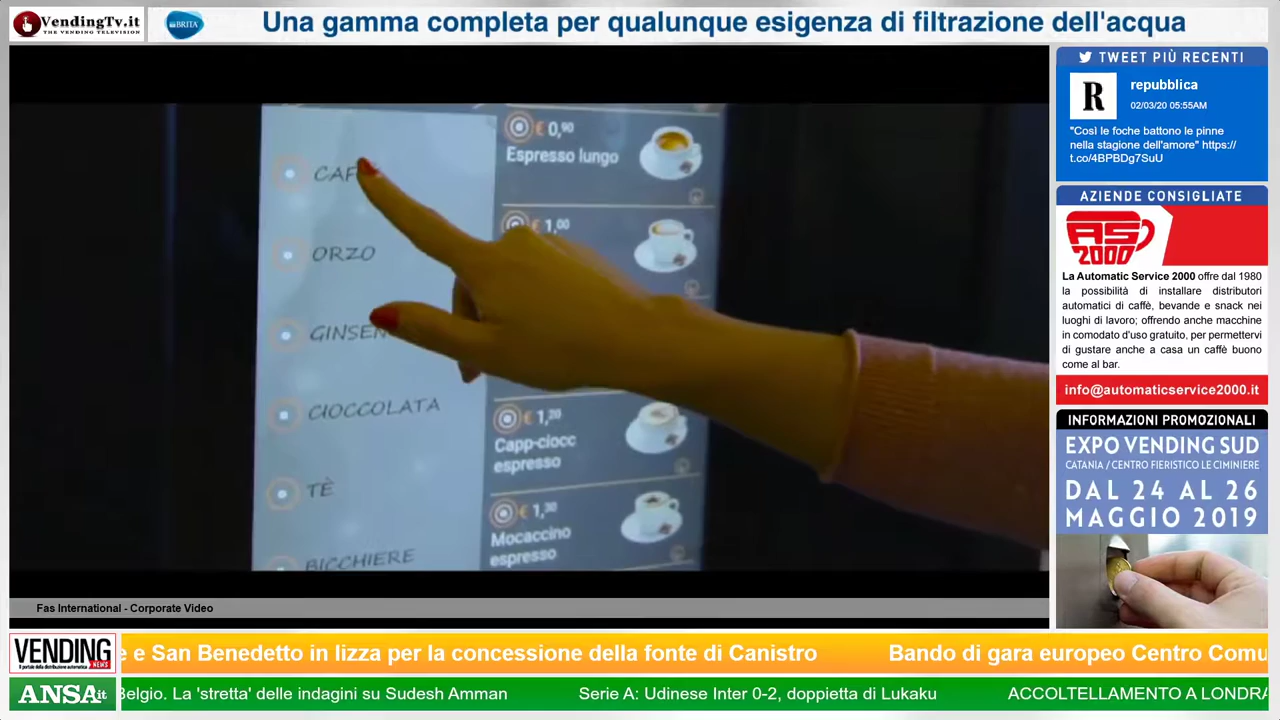 VendingTv.it
THE VENDING TELEVISION
BRITA
Una gamma completa per qualunque esigenza di filtrazione dell'acqua
CAF
ORZO
GINSEN
CIOCCOLATA
TÈ
BICCHIERE
€ 0,90
Espresso lungo
€ 1,00
€ 1,20
Capp-ciocc
espresso
€ 1,30
Mocaccino
espresso
Fas International - Corporate Video
TWEET PIÙ RECENTI
R
repubblica
02/03/20 05:55AM
"Così le foche battono le pinne
nella stagione dell'amore" https://
t.co/4BPBDg7SuU
AZIENDE CONSIGLIATE
AS
2000
La Automatic Service 2000 offre dal 1980
la possibilità di installare distributori
automatici di caffè, bevande e snack nei
luoghi di lavoro; offrendo anche macchine
in comodato d'uso gratuito, per permettervi
di gustare anche a casa un caffè buono
come al bar.
info@automaticservice2000.it
INFORMAZIONI PROMOZIONALI
EXPO VENDING SUD
CATANIA / CENTRO FIERISTICO LE CIMINIERE
DAL 24 AL 26
MAGGIO 2019
VENDING NEWS
Il portale della distribuzione automatica
e e San Benedetto in lizza per la concessione della fonte di Canistro Bando di gara europeo Centro Comu
ANSA.it
Belgio. La 'stretta' delle indagini su Sudesh Amman Serie A: Udinese Inter 0-2, doppietta di Lukaku ACCOLTELLAMENTO A LONDRA